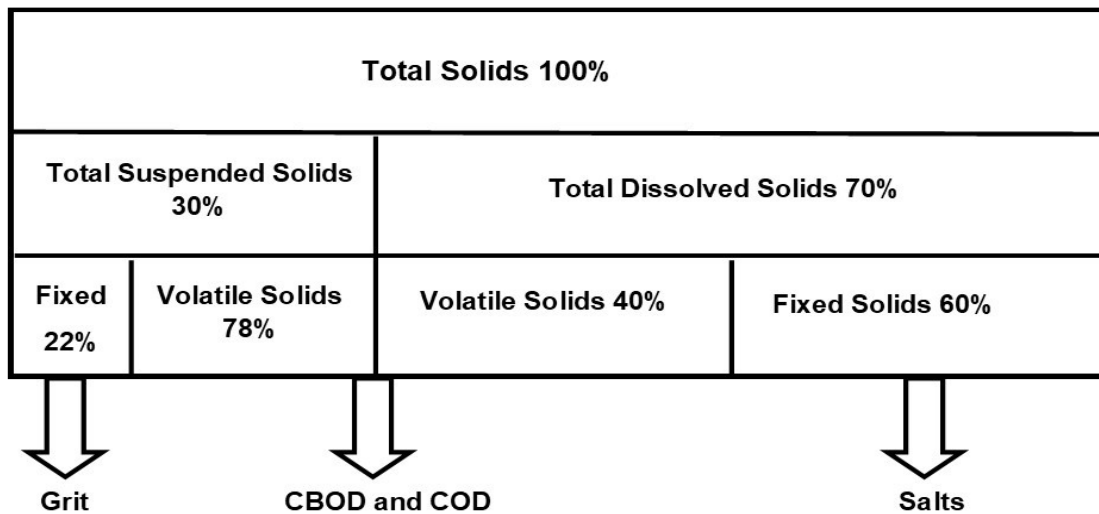 Total Solids 100%
Total Suspended Solids
30%
Total Dissolved Solids 70%
Fixed
22%
Volatile Solids
78%
Volatile Solids 40%
Fixed Solids 60%
Grit
CBOD and COD
Salts